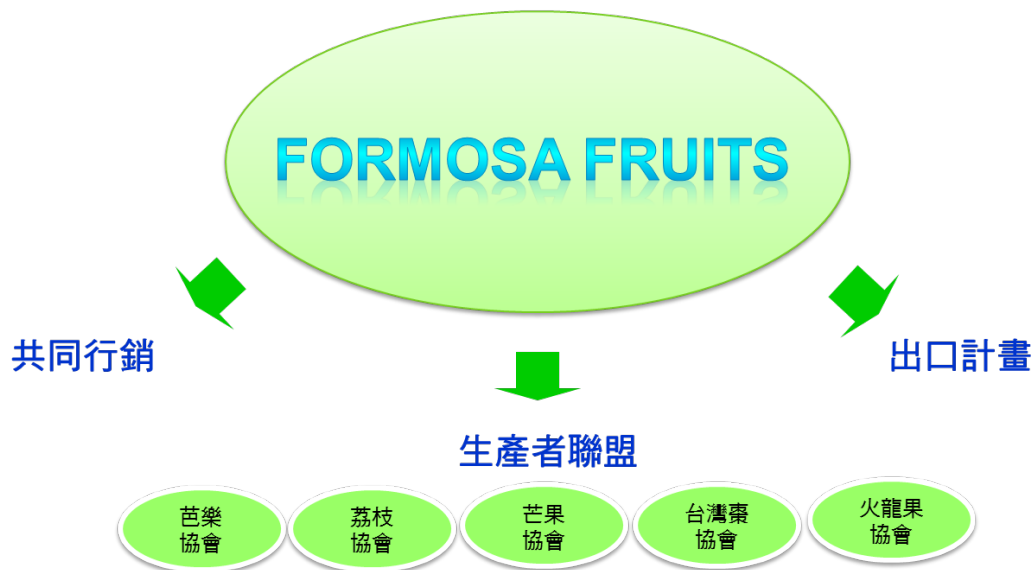 FORMOSA FRUITS
共同行銷
出口計畫
生產者聯盟
芭樂
協會
荔枝
協會
芒果
協會
台灣棗
協會
火龍果
協會